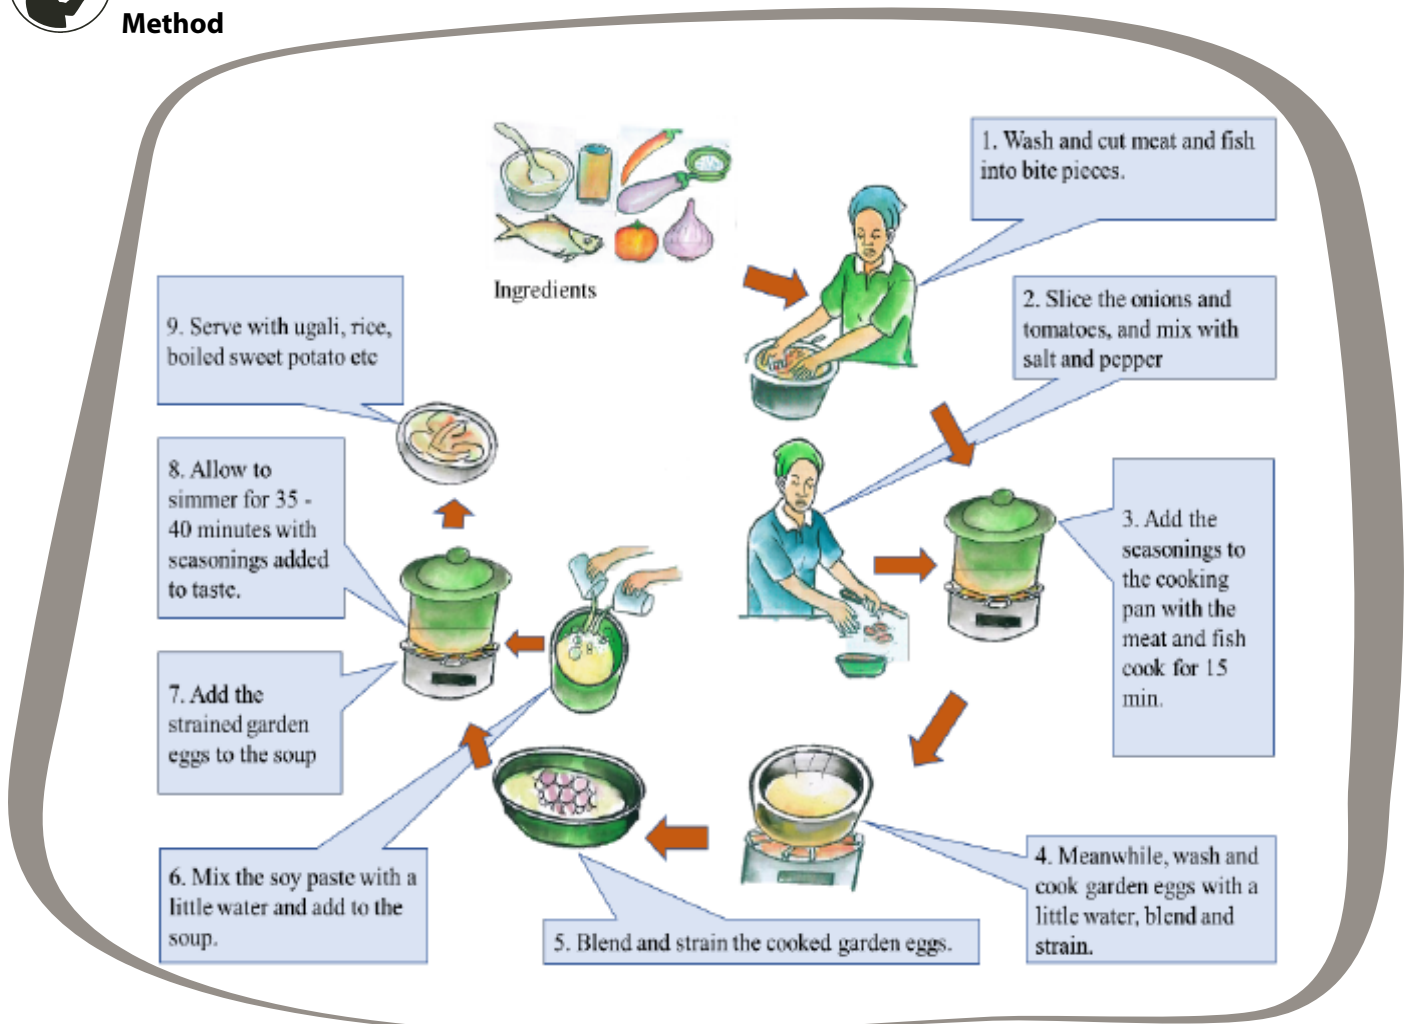 Method
Ingredients
1. Wash and cut meat and fish
into bite pieces.
2. Slice the onions and
tomatoes, and mix with
salt and pepper
3. Add the
seasonings to
the cooking
pan with the
meat and fish
cook for 15
min.
4. Meanwhile, wash and
cook garden eggs with a
little water, blend and
strain.
5. Blend and strain the cooked garden eggs.
6. Mix the soy paste with a
little water and add to the
soup.
7. Add the
strained garden
eggs to the soup
8. Allow to
simmer for 35 -
40 minutes with
seasonings added
to taste.
9. Serve with ugali, rice,
boiled sweet potato etc